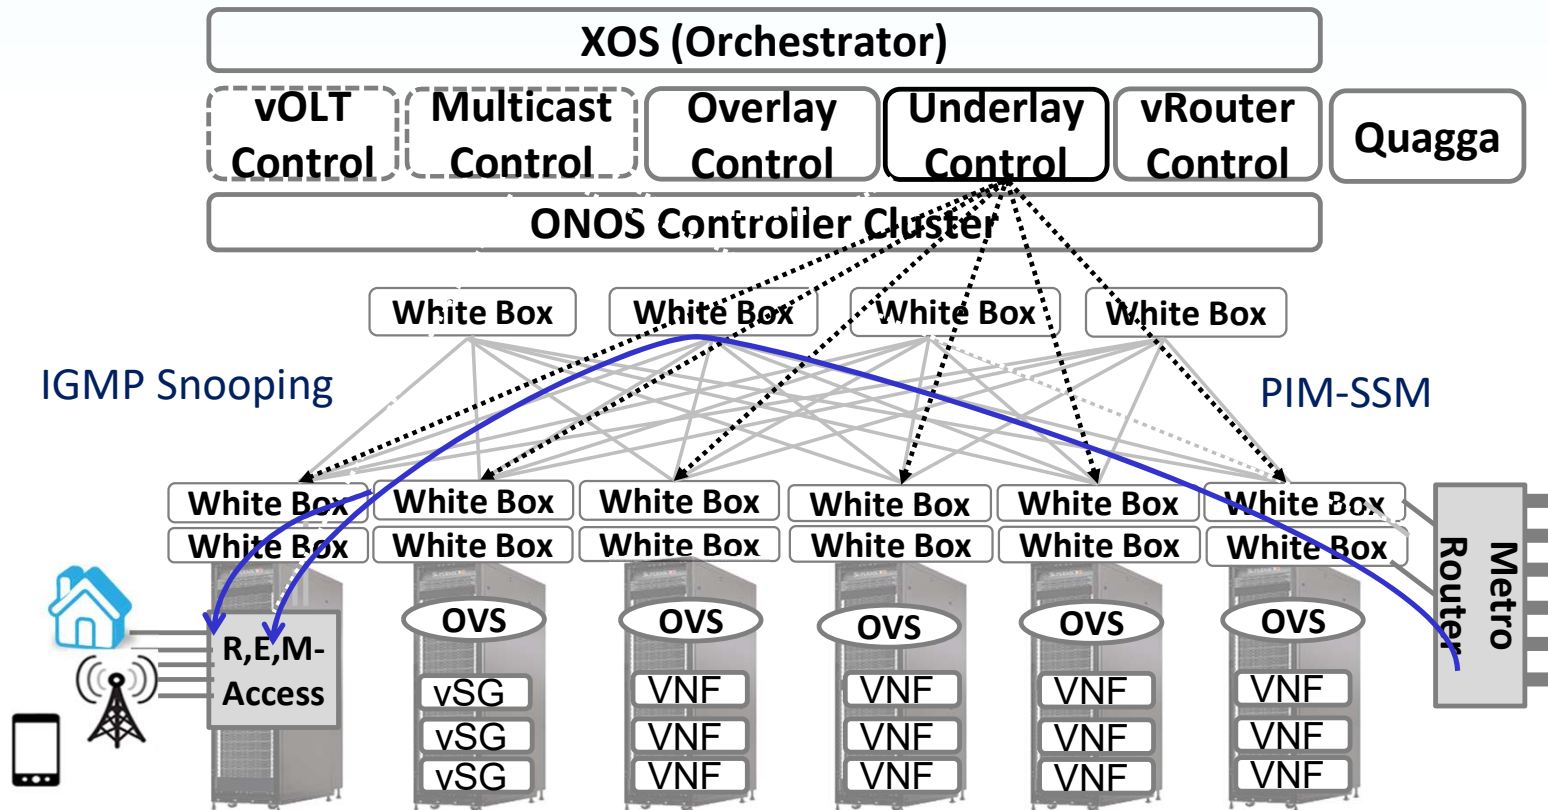 XOS (Orchestrator)
vOLT
Control
Multicast
Control
Overlay
Control
Underlay
Control
vRouter
Control
Quagga
ONOS Controller Cluster
White Box
White Box
White Box
White Box
IGMP Snooping
PIM-SSM
White Box
White Box
White Box
White Box
White Box
White Box
White Box
White Box
White Box
White Box
White Box
White Box
Metro
Router
R,E,M-
Access
OVS
OVS
OVS
OVS
OVS
vSG
VNF
VNF
VNF
VNF
vSG
VNF
VNF
VNF
VNF
vSG
VNF
VNF
VNF
VNF